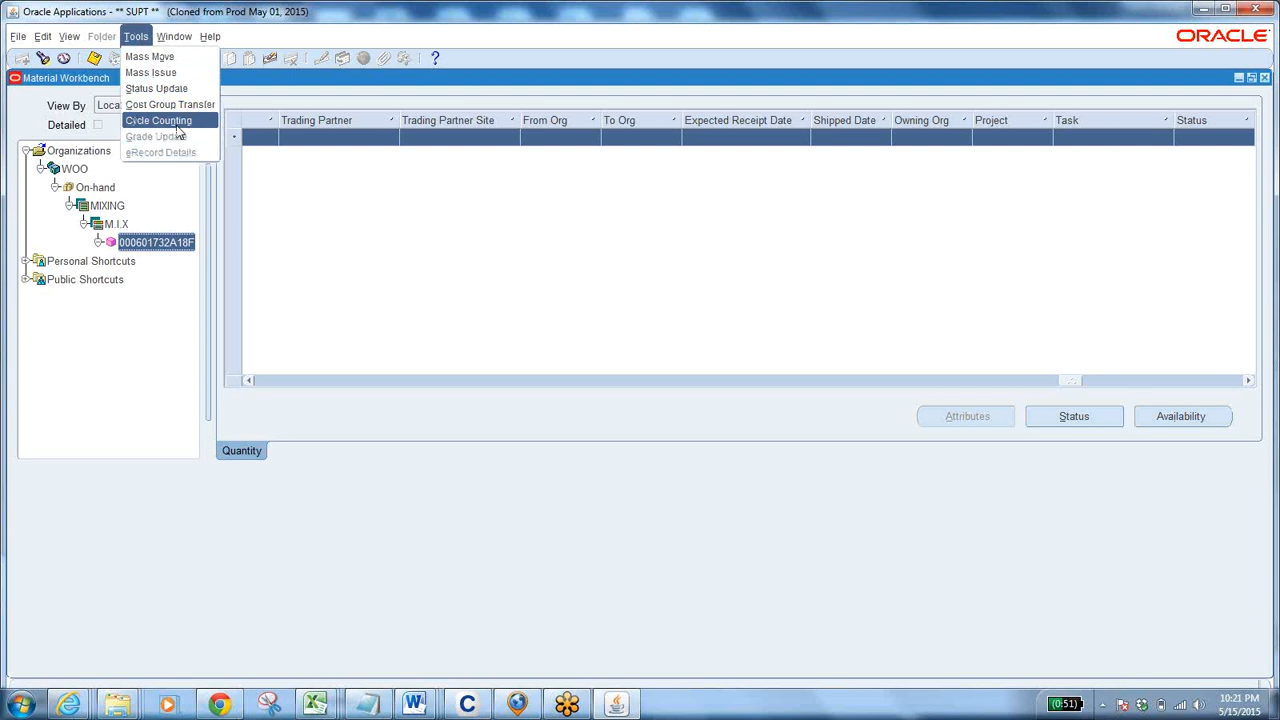 Oracle Applications - ** SUPT ** (Cloned from Prod May 01, 2015)
File Edit View Folder Tools Window Help
ORACLE
Mass Move
Mass Issue
Status Update
Cost Group Transfer
Cycle Counting
Grade Update
eRecord Details
Material Workbench
View By Loca
Detailed
Organizations
WOO
On-hand
MIXING
M.I.X
000601732A18F
Personal Shortcuts
Public Shortcuts
Trading Partner Trading Partner Site From Org To Org Expected Receipt Date Shipped Date Owning Org Project Task Status
Attributes Status Availability
Quantity
(0:51)
10:21 PM
5/15/2015